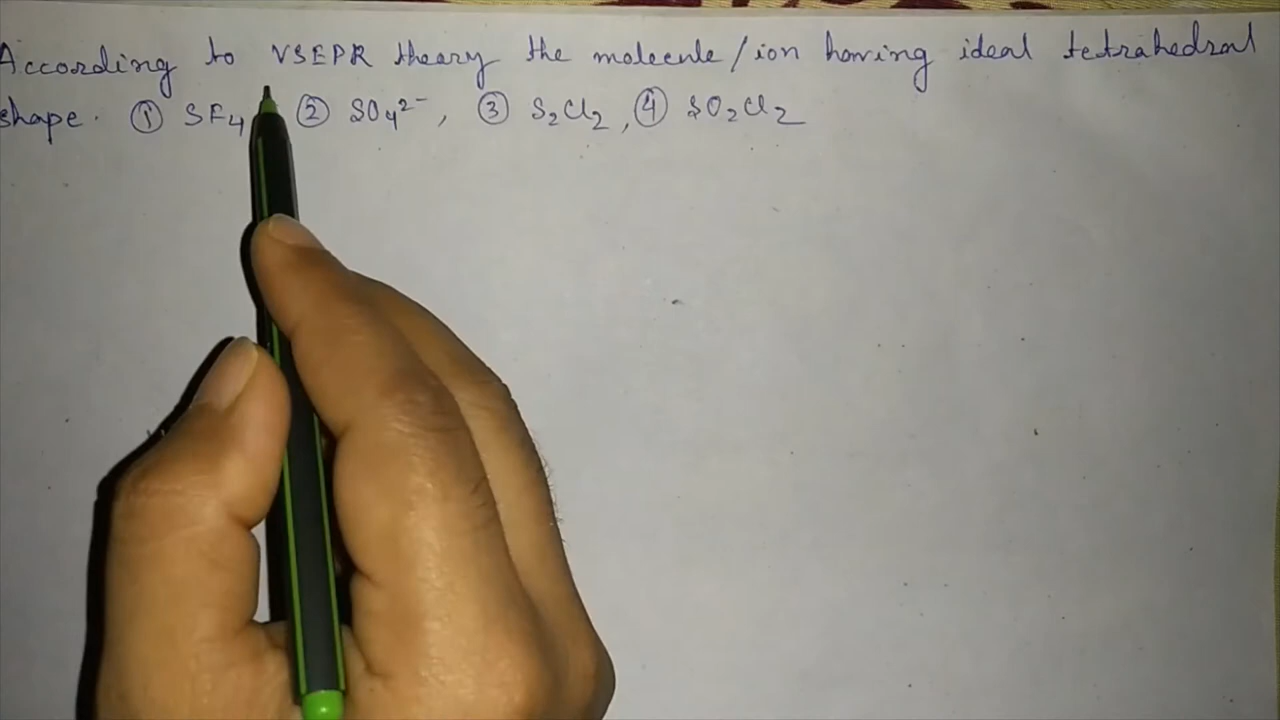 According to VSEPR theory the molecule/ion having ideal tetrahedral
shape. ① SF₄ ② SO₄²⁻, ③ S₂Cl₂, ④ SO₂Cl₂